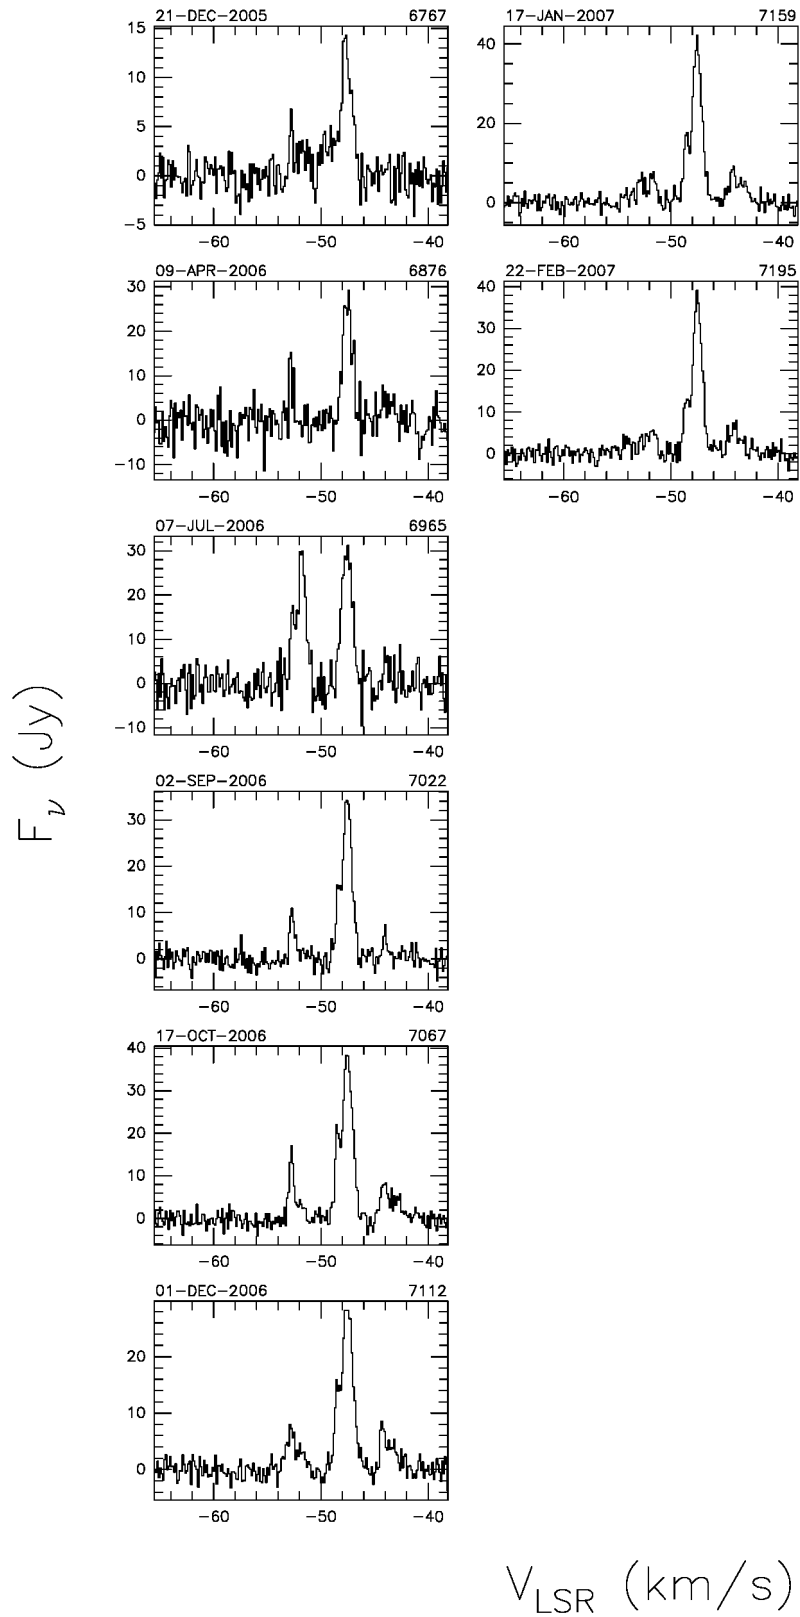 21-DEC-2005 6767
15
10
5
0
-5
-60 -50 -40
09-APR-2006 6876
30
20
10
0
-10
-60 -50 -40
07-JUL-2006 6965
30
20
10
0
-10
-60 -50 -40
02-SEP-2006 7022
30
20
10
0
-60 -50 -40
17-OCT-2006 7067
40
30
20
10
0
-60 -50 -40
01-DEC-2006 7112
20
10
0
-60 -50 -40
17-JAN-2007 7159
40
20
0
-60 -50 -40
22-FEB-2007 7195
40
30
20
10
0
-60 -50 -40
Fν (Jy)
VLSR (km/s)